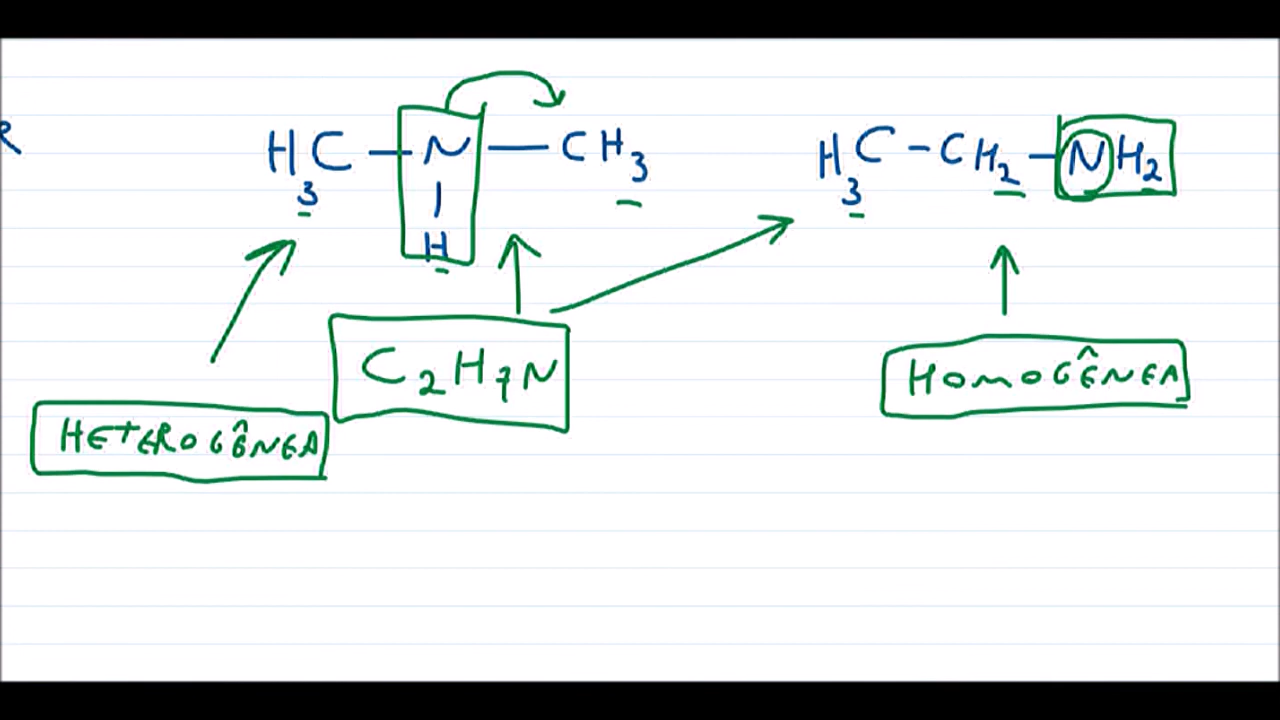 R
H₃C – N – CH₃
|
H
H₃C – CH₂ – NH₂
C₂H₇N
HOMOGÊNEA
HETEROGÊNEA